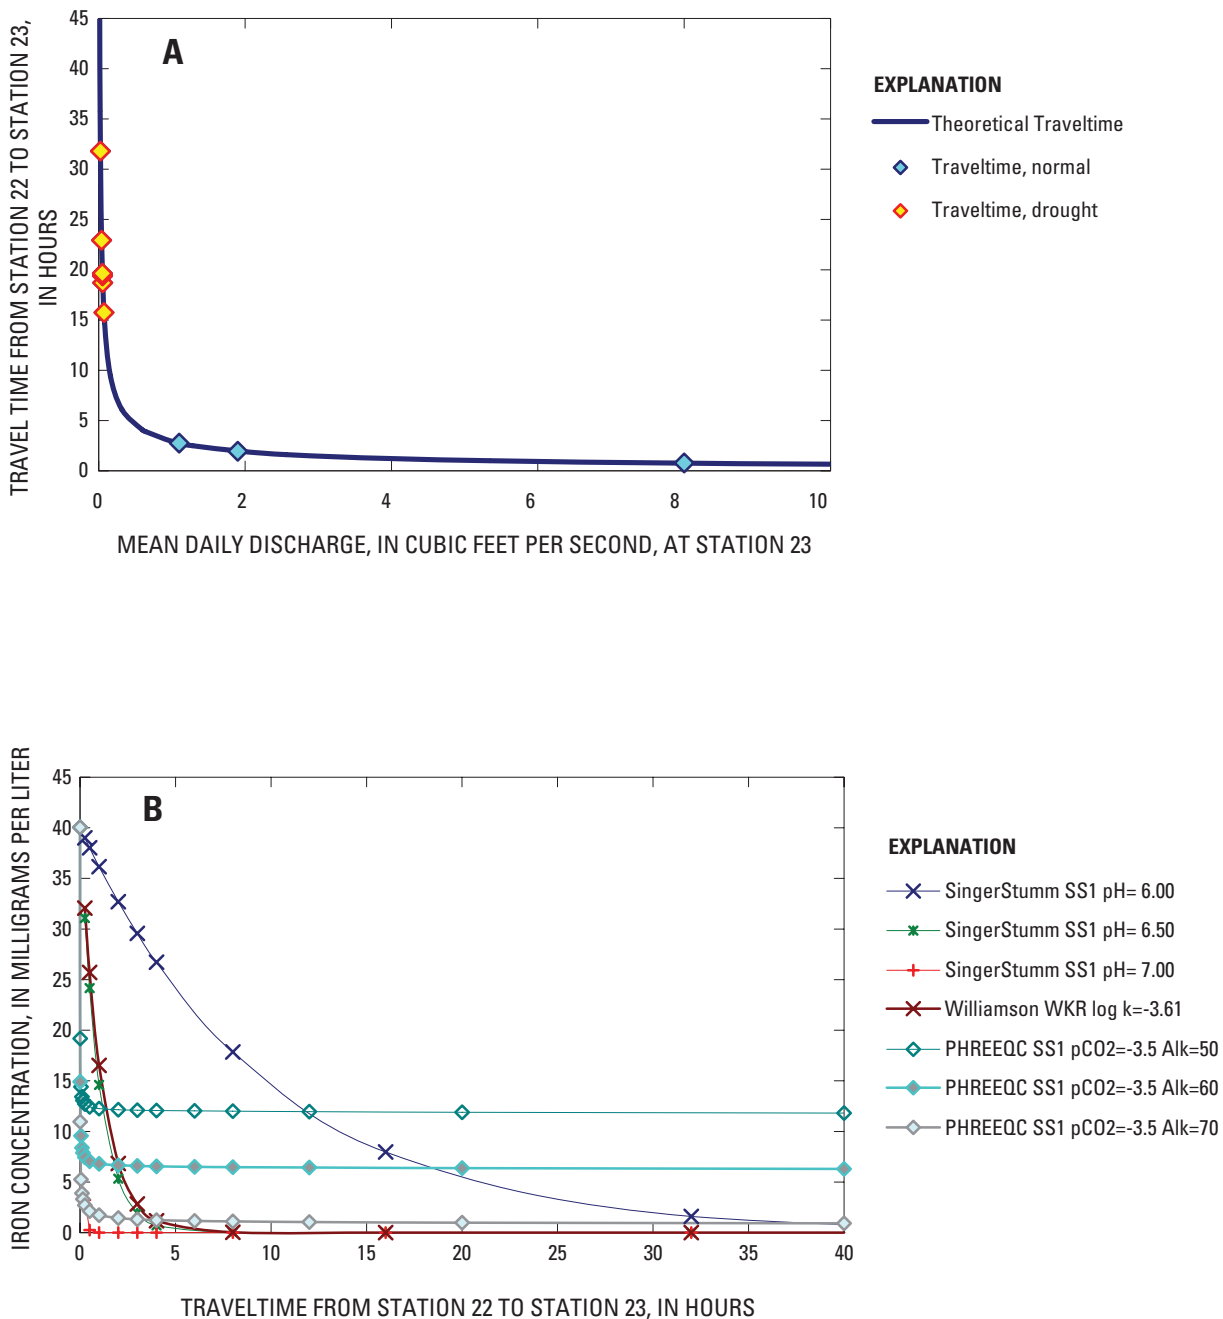 TRAVEL TIME FROM STATION 22 TO STATION 23,
IN HOURS
45
40
35
30
25
20
15
10
5
0
A
0
2
4
6
8
10
MEAN DAILY DISCHARGE, IN CUBIC FEET PER SECOND, AT STATION 23
EXPLANATION
Theoretical Traveltime
Traveltime, normal
Traveltime, drought
IRON CONCENTRATION, IN MILLIGRAMS PER LITER
45
40
35
30
25
20
15
10
5
0
B
0
5
10
15
20
25
30
35
40
TRAVELTIME FROM STATION 22 TO STATION 23, IN HOURS
EXPLANATION
SingerStumm SS1 pH= 6.00
SingerStumm SS1 pH= 6.50
SingerStumm SS1 pH= 7.00
Williamson WKR log k=-3.61
PHREEQC SS1 pCO2=-3.5 Alk=50
PHREEQC SS1 pCO2=-3.5 Alk=60
PHREEQC SS1 pCO2=-3.5 Alk=70